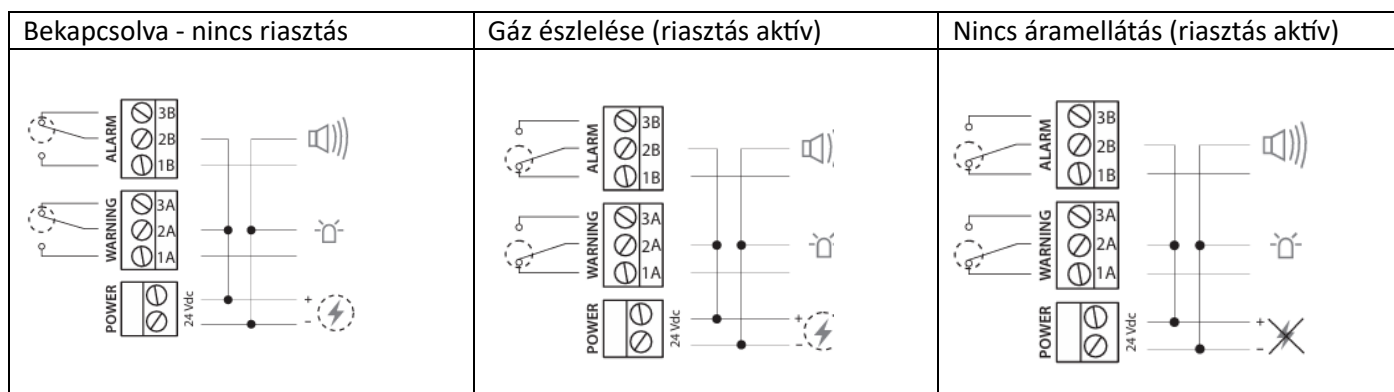 Bekapcsolva - nincs riasztás
Gáz észlelése (riasztás aktív)
Nincs áramellátás (riasztás aktív)
ALARM
3B
2B
1B
WARNING
3A
2A
1A
POWER
24 Vdc
+
-
ALARM
3B
2B
1B
WARNING
3A
2A
1A
POWER
24 Vdc
+
-
ALARM
3B
2B
1B
WARNING
3A
2A
1A
POWER
24 Vdc
+
-